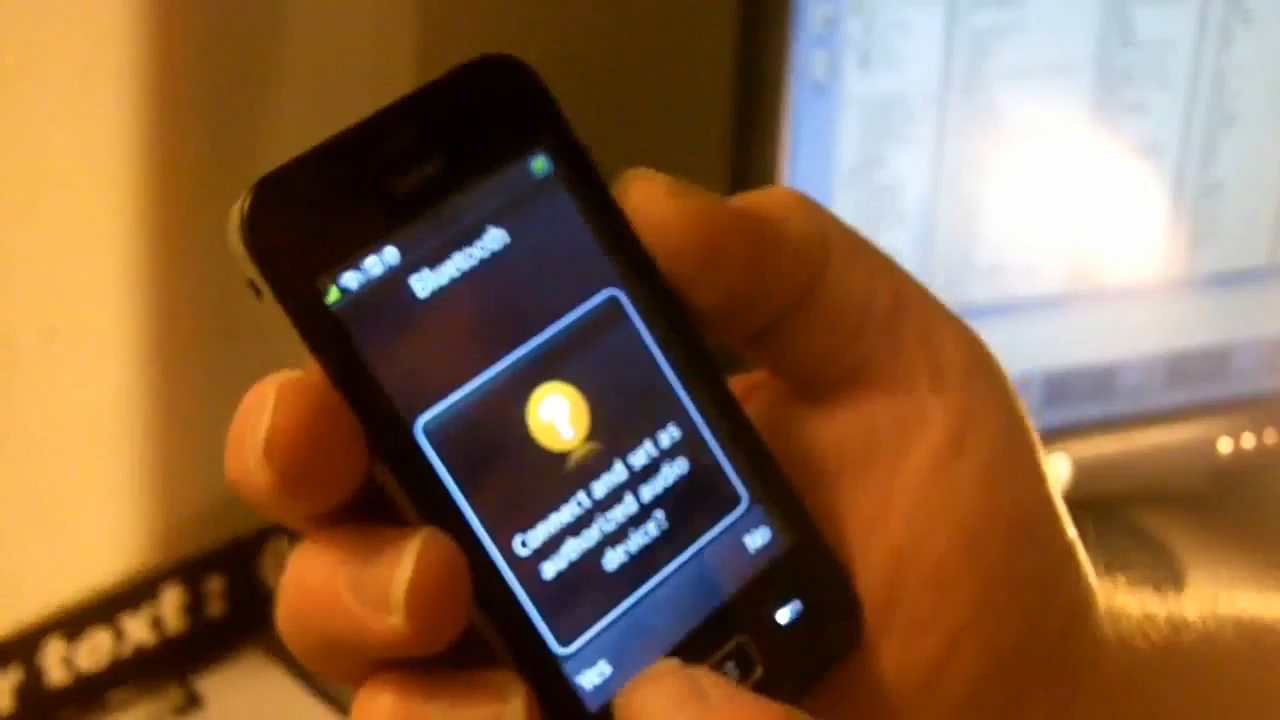 Bluetooth
Connect and set as
authorized audio
device?
Yes
No
text: